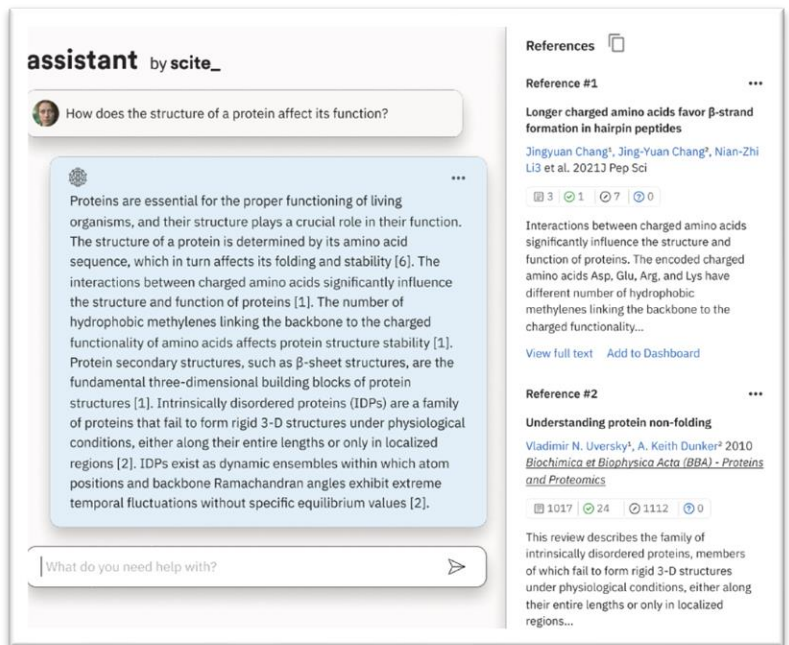 assistant by scite_
How does the structure of a protein affect its function?
Proteins are essential for the proper functioning of living
organisms, and their structure plays a crucial role in their function.
The structure of a protein is determined by its amino acid
sequence, which in turn affects its folding and stability [6]. The
interactions between charged amino acids significantly influence
the structure and function of proteins [1]. The number of
hydrophobic methylenes linking the backbone to the charged
functionality of amino acids affects protein structure stability [1].
Protein secondary structures, such as β-sheet structures, are the
fundamental three-dimensional building blocks of protein
structures [1]. Intrinsically disordered proteins (IDPs) are a family
of proteins that fail to form rigid 3-D structures under physiological
conditions, either along their entire lengths or only in localized
regions [2]. IDPs exist as dynamic ensembles within which atom
positions and backbone Ramachandran angles exhibit extreme
temporal fluctuations without specific equilibrium values [2].
What do you need help with?
References
Reference #1
Longer charged amino acids favor β-strand
formation in hairpin peptides
Jingyuan Chang¹, Jing-Yuan Chang², Nian-Zhi
Li3 et al. 2021J Pep Sci
3 1 7 0
Interactions between charged amino acids
significantly influence the structure and
function of proteins. The encoded charged
amino acids Asp, Glu, Arg, and Lys have
different number of hydrophobic
methylenes linking the backbone to the
charged functionality...
View full text Add to Dashboard
Reference #2
Understanding protein non-folding
Vladimir N. Uversky¹, A. Keith Dunker² 2010
Biochimica et Biophysica Acta (BBA) - Proteins
and Proteomics
1017 24 1112 0
This review describes the family of
intrinsically disordered proteins, members
of which fail to form rigid 3-D structures
under physiological conditions, either along
their entire lengths or only in localized
regions...